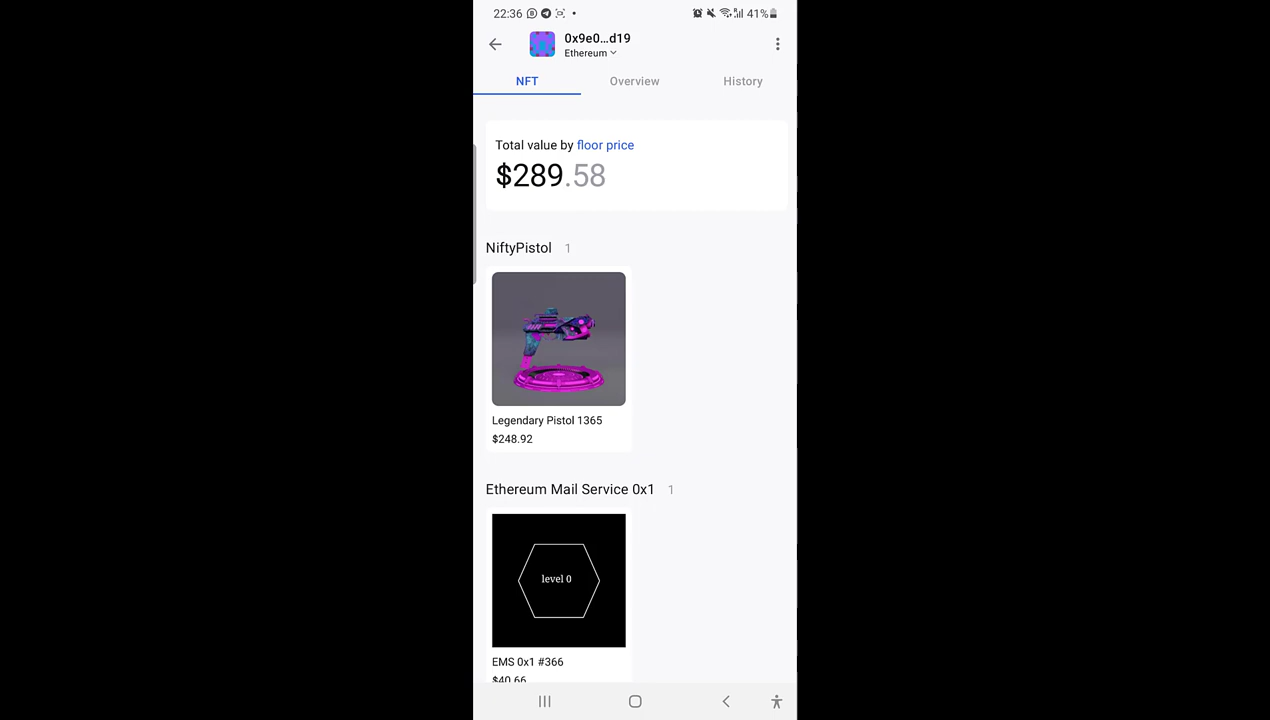 22:36
41%
0x9e0...d19
Ethereum
NFT
Overview
History
Total value by floor price
$289.58
NiftyPistol 1
Legendary Pistol 1365
$248.92
Ethereum Mail Service 0x1 1
level 0
EMS 0x1 #366
$40.66